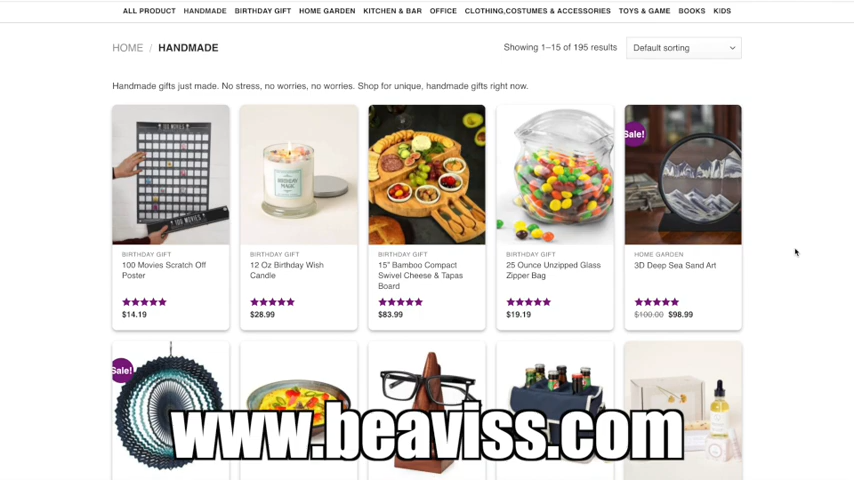 ALL PRODUCT HANDMADE BIRTHDAY GIFT HOME GARDEN KITCHEN & BAR OFFICE CLOTHING,COSTUMES & ACCESSORIES TOYS & GAME BOOKS KIDS
HOME / HANDMADE
Showing 1–15 of 195 results
Default sorting
Handmade gifts just made. No stress, no worries, no worries. Shop for unique, handmade gifts right now.
100 MOVIES
BIRTHDAY GIFT
100 Movies Scratch Off
Poster
$14.19
BIRTHDAY
MAGIC
BIRTHDAY GIFT
12 Oz Birthday Wish
Candle
$28.99
BIRTHDAY GIFT
15" Bamboo Compact
Swivel Cheese & Tapas
Board
$83.99
BIRTHDAY GIFT
25 Ounce Unzipped Glass
Zipper Bag
$19.19
Sale!
HOME GARDEN
3D Deep Sea Sand Art
$100.00 $98.99
Sale!
www.beaviss.com